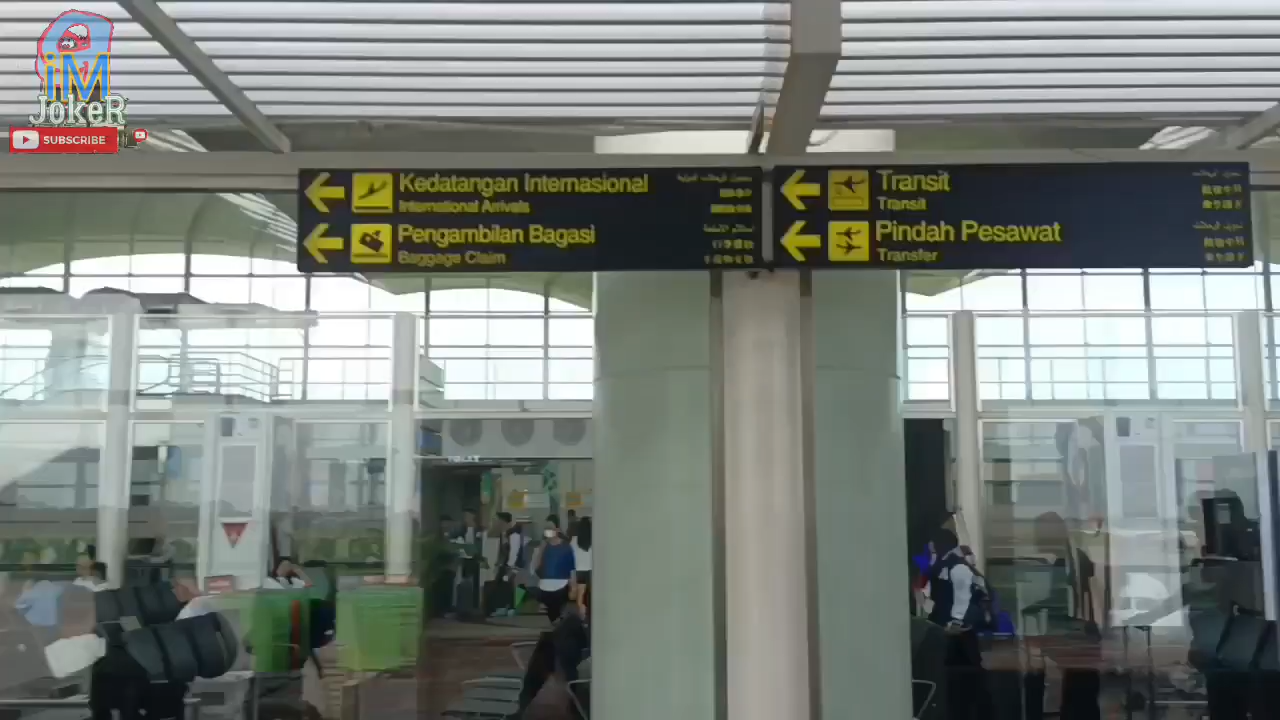 iM
JokeR
SUBSCRIBE
Kedatangan Internasional
International Arrivals
Pengambilan Bagasi
Baggage Claim
Transit
Transit
Pindah Pesawat
Transfer